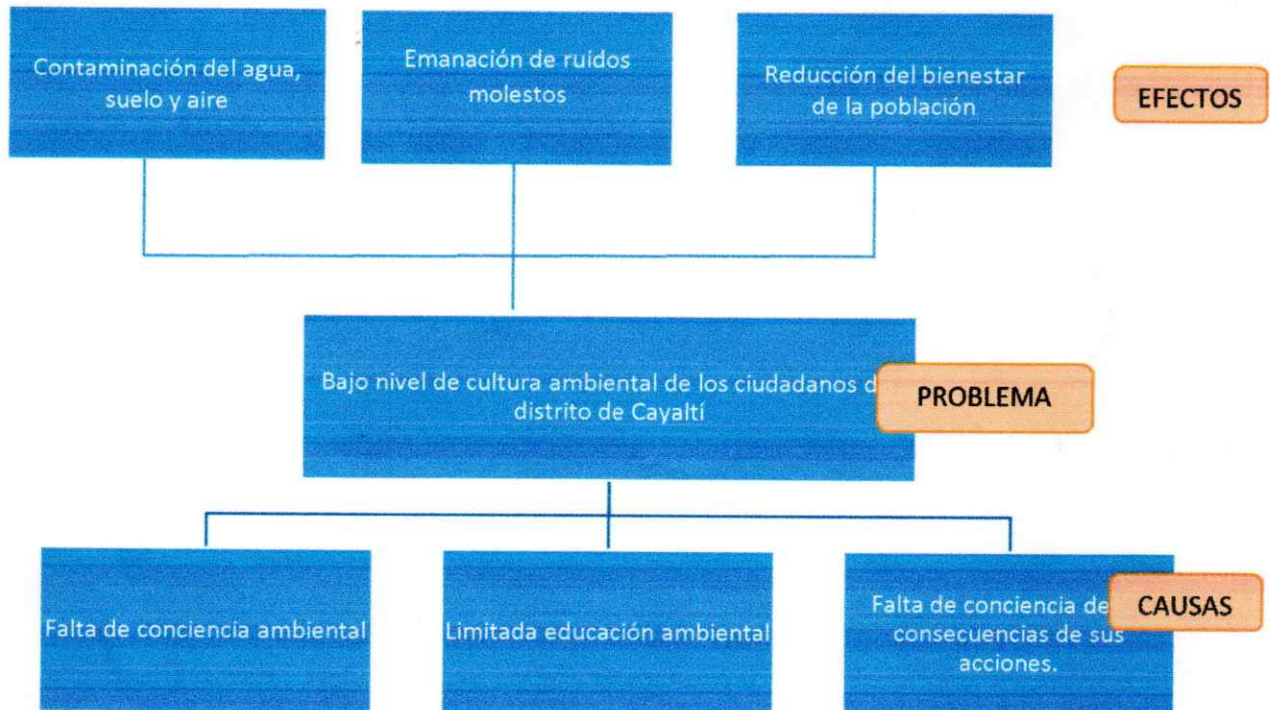 Contaminación del agua,
suelo y aire
Emanación de ruidos
molestos
Reducción del bienestar
de la población
EFECTOS
Bajo nivel de cultura ambiental de los ciudadanos
distrito de Cayaltí
PROBLEMA
Falta de conciencia ambiental
Limitada educación ambiental
Falta de conciencia de
consecuencias de sus
acciones.
CAUSAS